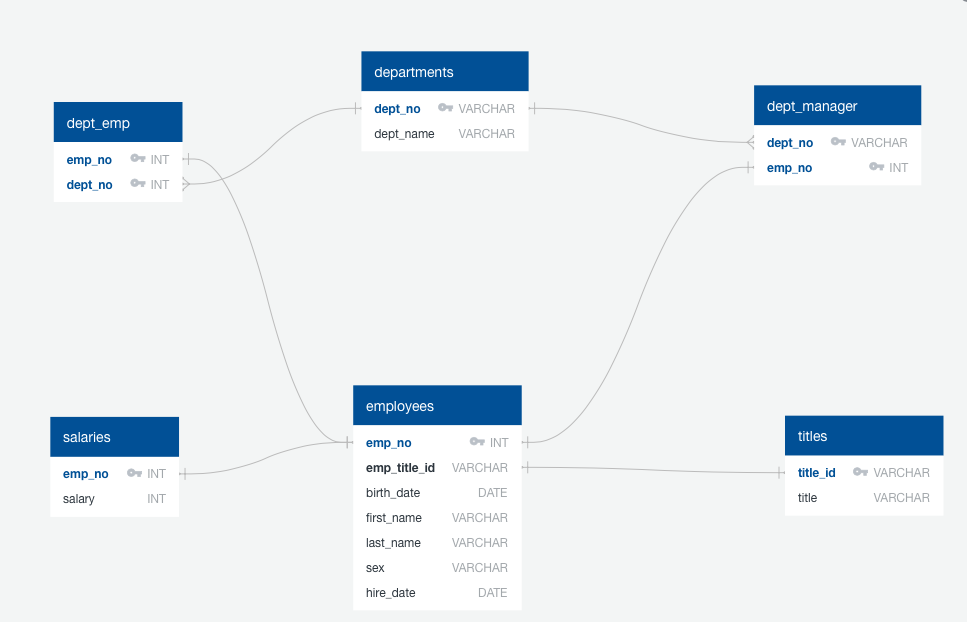 departments
dept_no VARCHAR
dept_name VARCHAR
dept_emp
emp_no INT
dept_no INT
dept_manager
dept_no VARCHAR
emp_no INT
employees
emp_no INT
emp_title_id VARCHAR
birth_date DATE
first_name VARCHAR
last_name VARCHAR
sex VARCHAR
hire_date DATE
salaries
emp_no INT
salary INT
titles
title_id VARCHAR
title VARCHAR